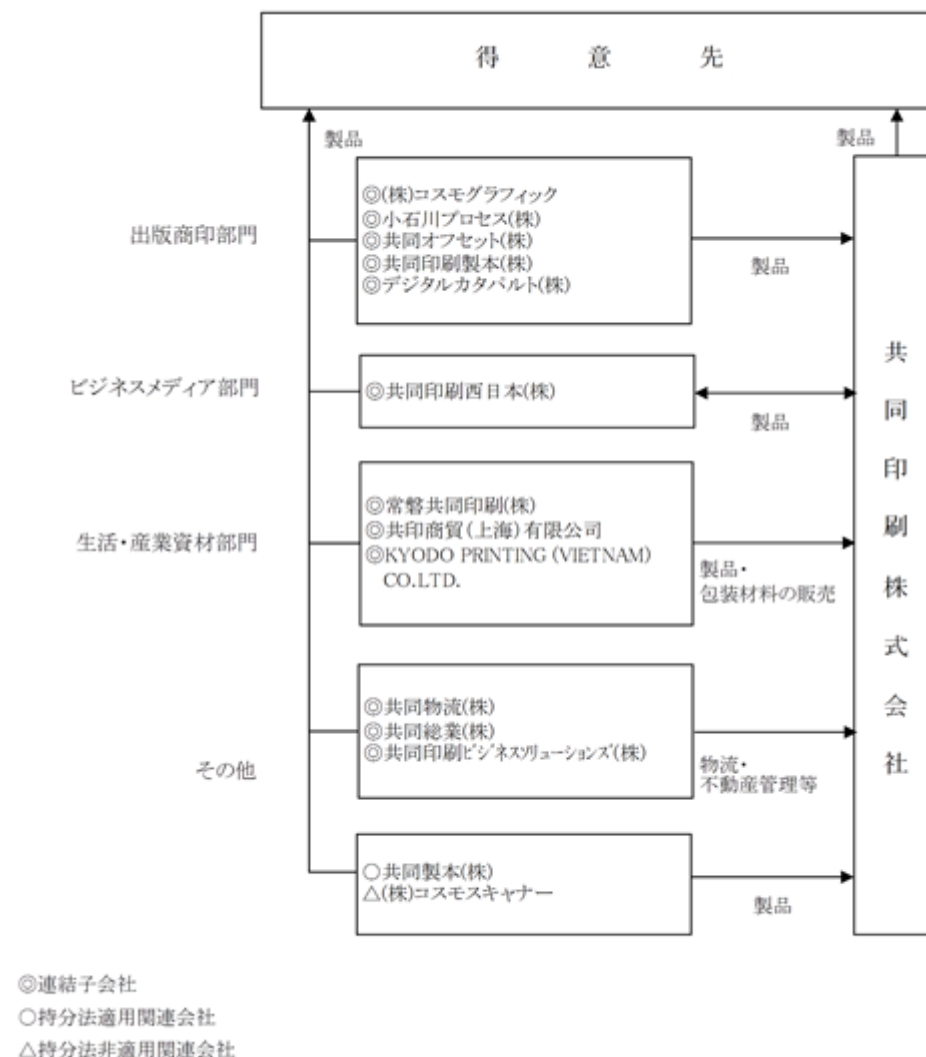 得意先
製品
製品
出版商印部門
◎(株)コスモグラフィック
◎小石川プロセス(株)
◎共同オフセット(株)
◎共同印刷製本(株)
◎デジタルカタパルト(株)
製品
ビジネスメディア部門
◎共同印刷西日本(株)
製品
生活・産業資材部門
◎常磐共同印刷(株)
◎共印商貿(上海)有限公司
◎KYODO PRINTING (VIETNAM)
CO.LTD.
製品・
包装材料の販売
その他
◎共同物流(株)
◎共同総業(株)
◎共同印刷ビジネスソリューションズ(株)
物流・
不動産管理等
○共同製本(株)
△(株)コスモスキャナー
製品
共同印刷株式会社
◎連結子会社
○持分法適用関連会社
△持分法非適用関連会社